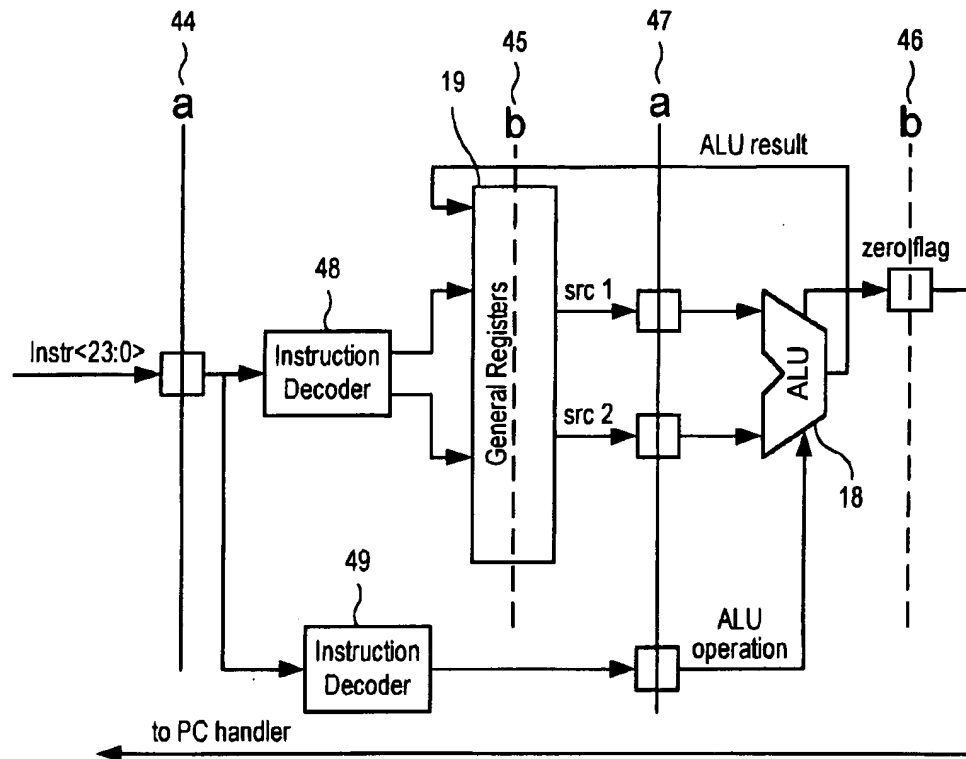 44
45
47
46
19
a
b
a
b
ALU result
zero flag
48
src 1
Instr<23:0>
Instruction
Decoder
General Registers
ALU
src 2
18
49
ALU
operation
Instruction
Decoder
to PC handler